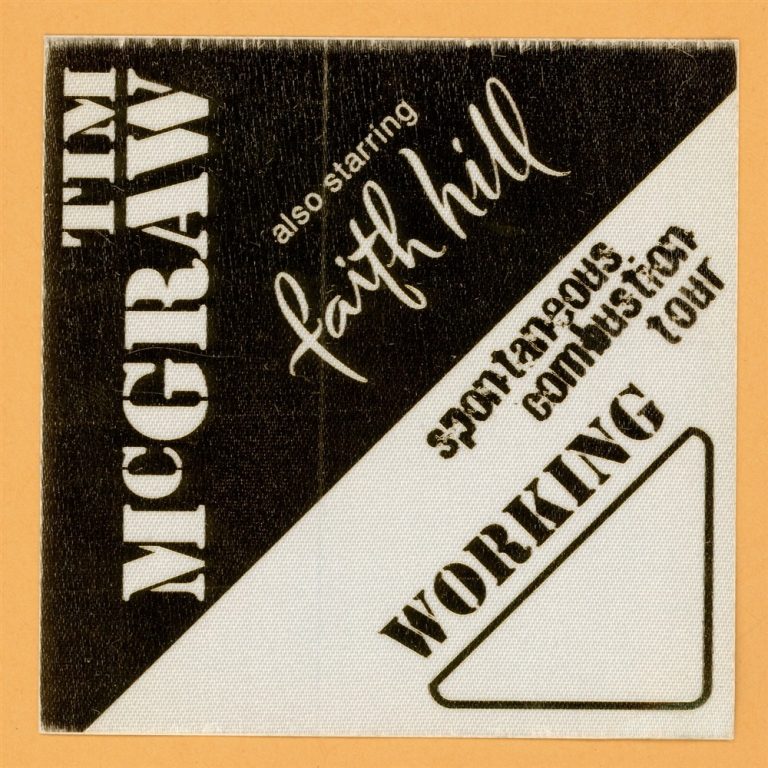 TIM
McGRAW
also starring
faith hill
spontaneous
combustion
tour
WORKING